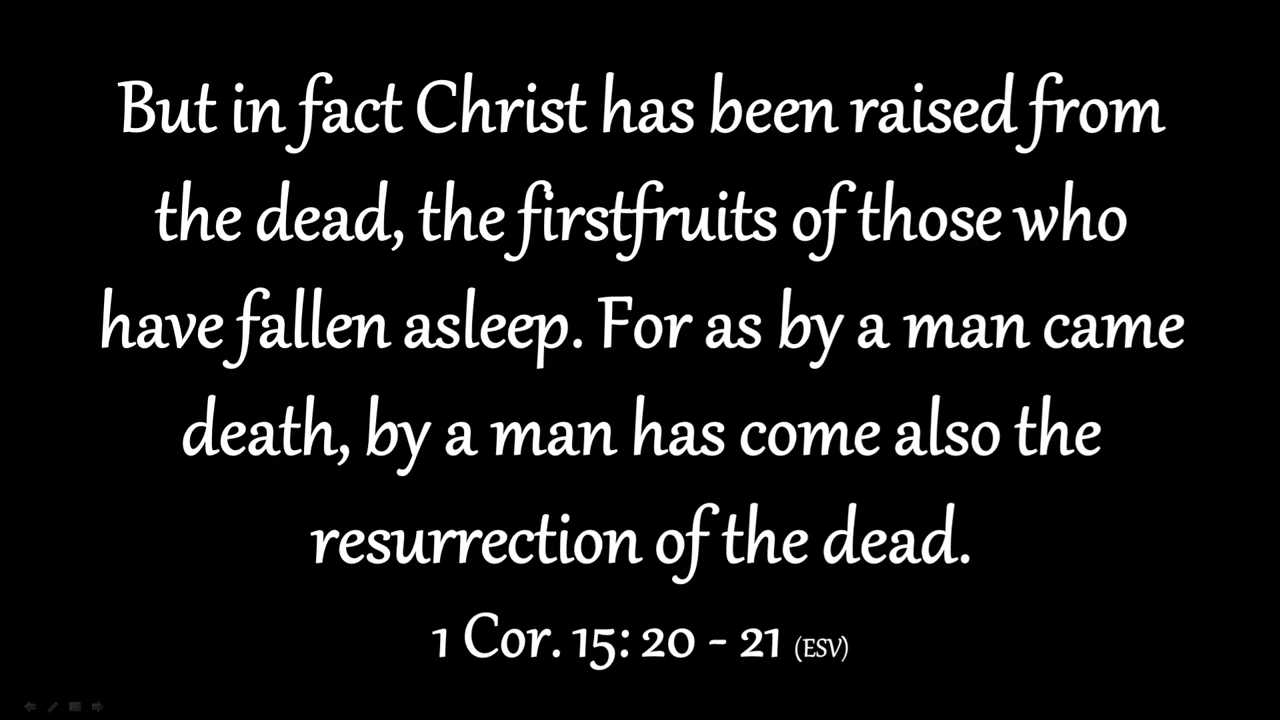 But in fact Christ has been raised from
the dead, the firstfruits of those who
have fallen asleep. For as by a man came
death, by a man has come also the
resurrection of the dead.
1 Cor. 15: 20 - 21 (ESV)